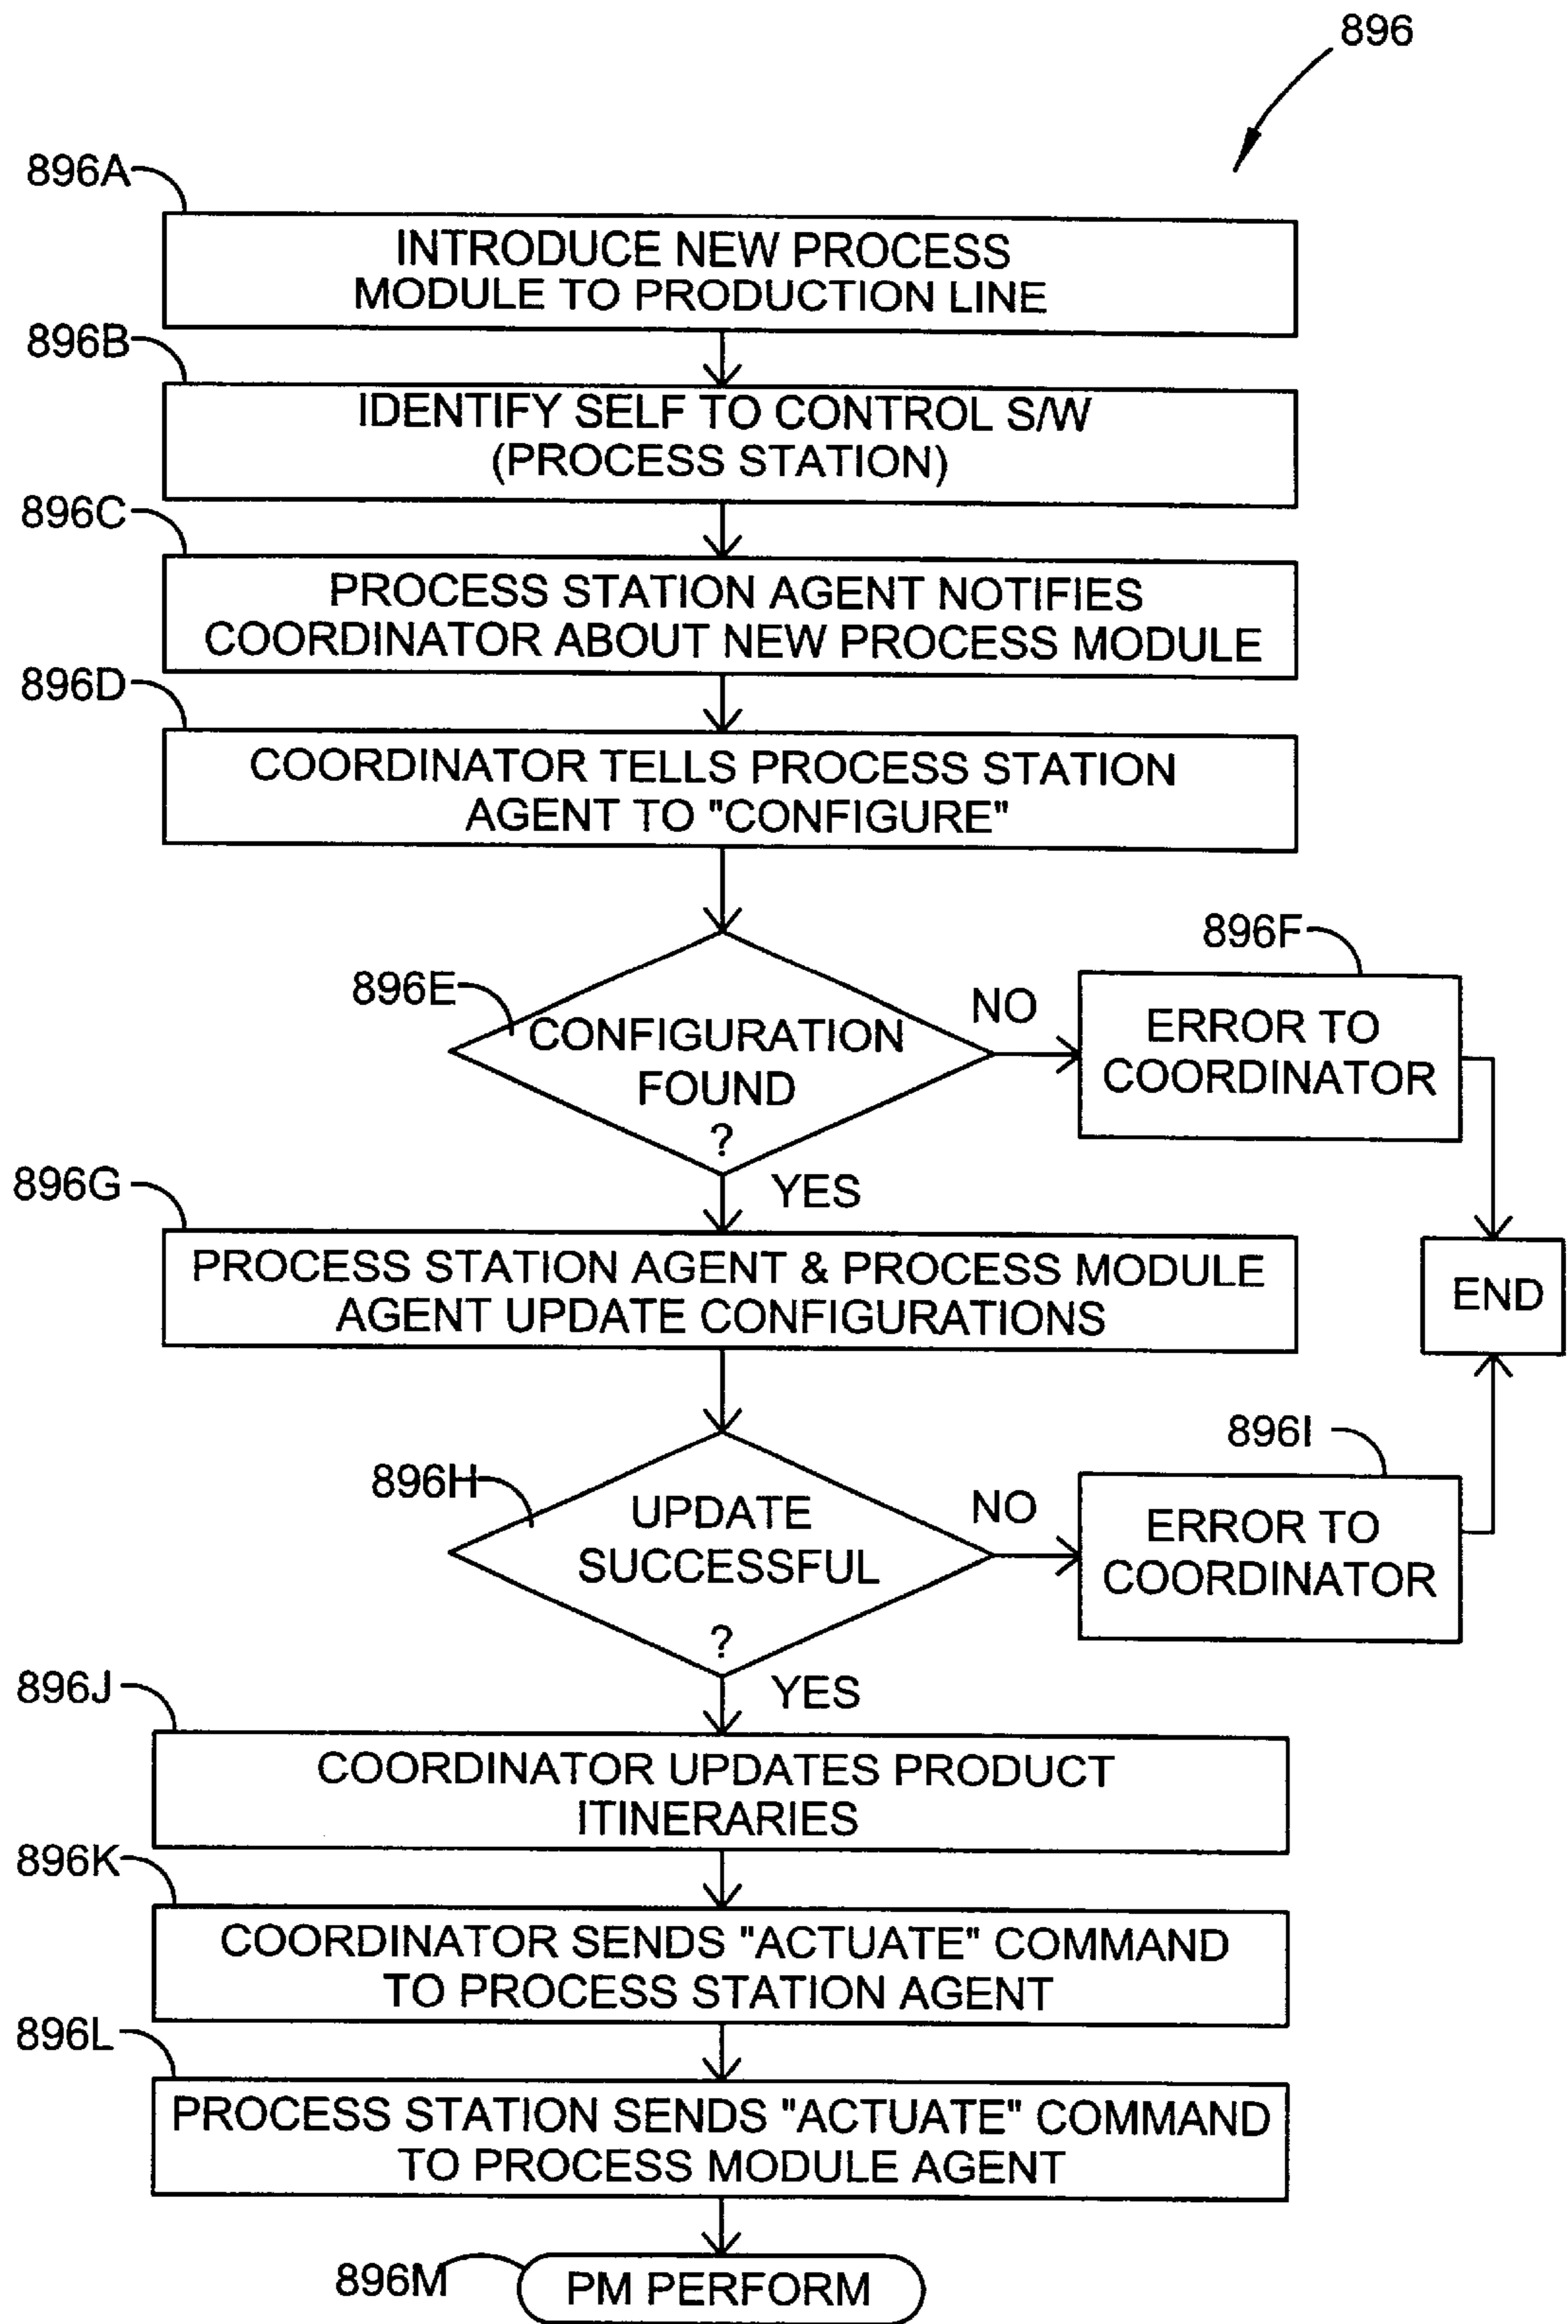 896
896A
INTRODUCE NEW PROCESS
MODULE TO PRODUCTION LINE
896B
IDENTIFY SELF TO CONTROL S/W
(PROCESS STATION)
896C
PROCESS STATION AGENT NOTIFIES
COORDINATOR ABOUT NEW PROCESS MODULE
896D
COORDINATOR TELLS PROCESS STATION
AGENT TO "CONFIGURE"
896E
CONFIGURATION
FOUND
?
NO
896F
ERROR TO
COORDINATOR
YES
896G
PROCESS STATION AGENT & PROCESS MODULE
AGENT UPDATE CONFIGURATIONS
END
896H
UPDATE
SUCCESSFUL
?
NO
896I
ERROR TO
COORDINATOR
YES
896J
COORDINATOR UPDATES PRODUCT
ITINERARIES
896K
COORDINATOR SENDS "ACTUATE" COMMAND
TO PROCESS STATION AGENT
896L
PROCESS STATION SENDS "ACTUATE" COMMAND
TO PROCESS MODULE AGENT
896M
PM PERFORM